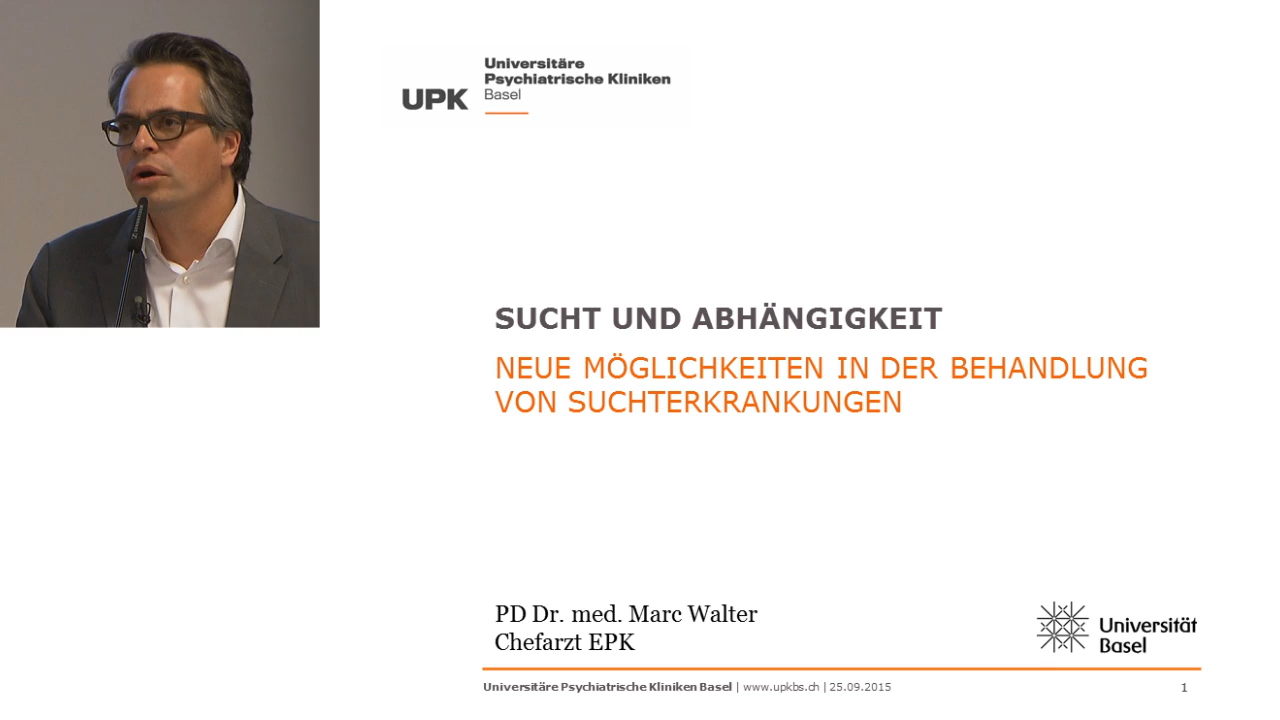 UPK
Universitäre
Psychiatrische Kliniken
Basel
SUCHT UND ABHÄNGIGKEIT
NEUE MÖGLICHKEITEN IN DER BEHANDLUNG
VON SUCHTERKRANKUNGEN
PD Dr. med. Marc Walter
Chefarzt EPK
Universität
Basel
Universitäre Psychiatrische Kliniken Basel | www.upkbs.ch | 25.09.2015
1